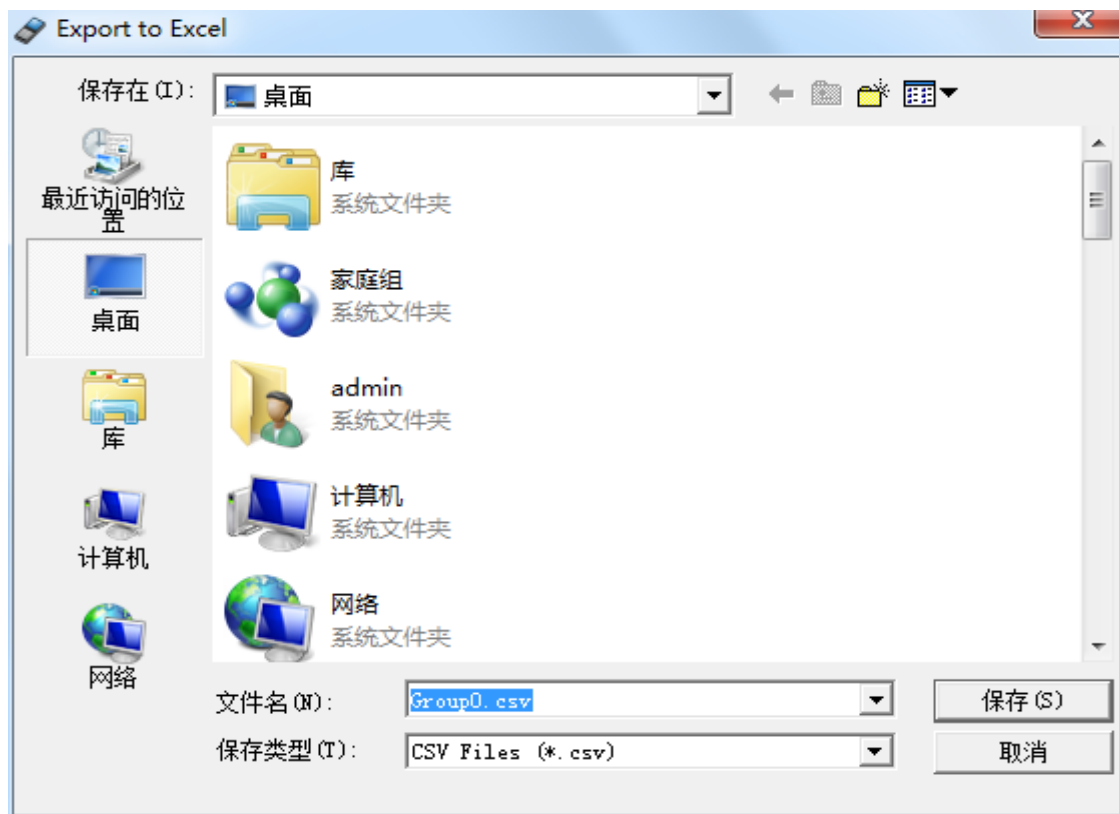 Export to Excel
保存在(I):
桌面
最近访问的位
置
桌面
库
计算机
网络
库
系统文件夹
家庭组
系统文件夹
admin
系统文件夹
计算机
系统文件夹
网络
系统文件夹
文件名(N):
Group0.csv
保存(S)
保存类型(T):
CSV Files (*.csv)
取消